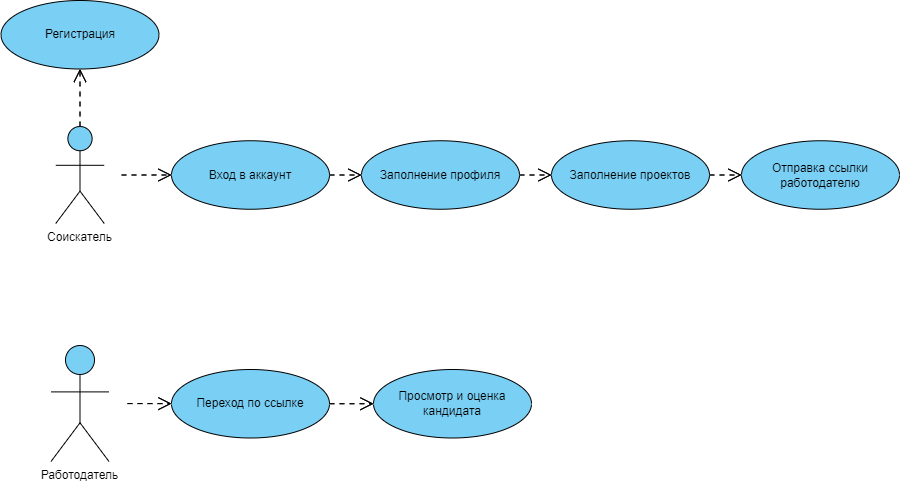 Регистрация
Вход в аккаунт
Заполнение профиля
Заполнение проектов
Отправка ссылки
работодателю
Соискатель
Переход по ссылке
Просмотр и оценка
кандидата
Работодатель